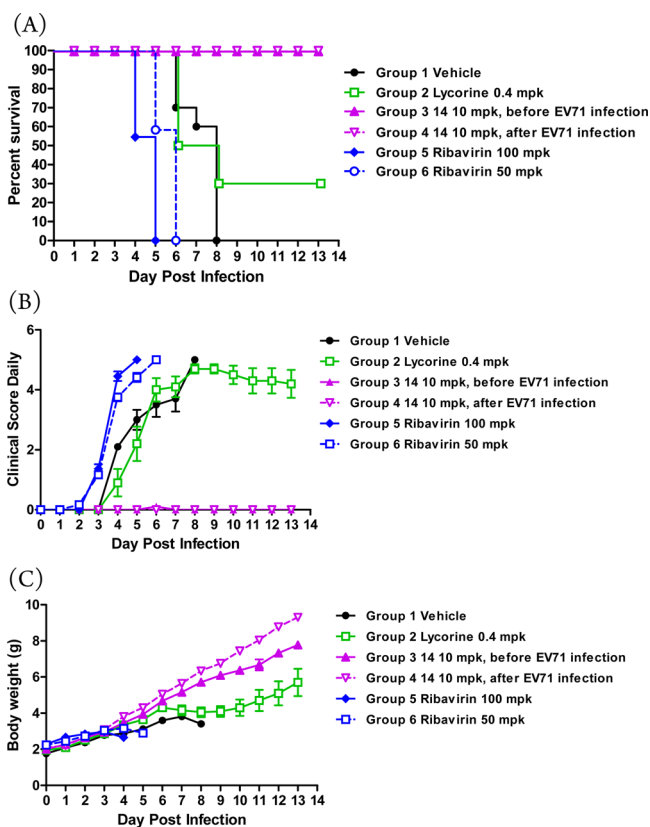 (A)
Percent survival
100
90
80
70
60
50
40
30
20
10
0
0 1 2 3 4 5 6 7 8 9 10 11 12 13 14
Day Post Infection
Group 1 Vehicle
Group 2 Lycorine 0.4 mpk
Group 3 14 10 mpk, before EV71 infection
Group 4 14 10 mpk, after EV71 infection
Group 5 Ribavirin 100 mpk
Group 6 Ribavirin 50 mpk
(B)
Clinical Score Daily
6
4
2
0
0 1 2 3 4 5 6 7 8 9 10 11 12 13 14
Day Post Infection
Group 1 Vehicle
Group 2 Lycorine 0.4 mpk
Group 3 14 10 mpk, before EV71 infection
Group 4 14 10 mpk, after EV71 infection
Group 5 Ribavirin 100 mpk
Group 6 Ribavirin 50 mpk
(C)
Body weight (g)
10
8
6
4
2
0
0 1 2 3 4 5 6 7 8 9 10 11 12 13 14
Day Post Infection
Group 1 Vehicle
Group 2 Lycorine 0.4 mpk
Group 3 14 10 mpk, before EV71 infection
Group 4 14 10 mpk, after EV71 infection
Group 5 Ribavirin 100 mpk
Group 6 Ribavirin 50 mpk